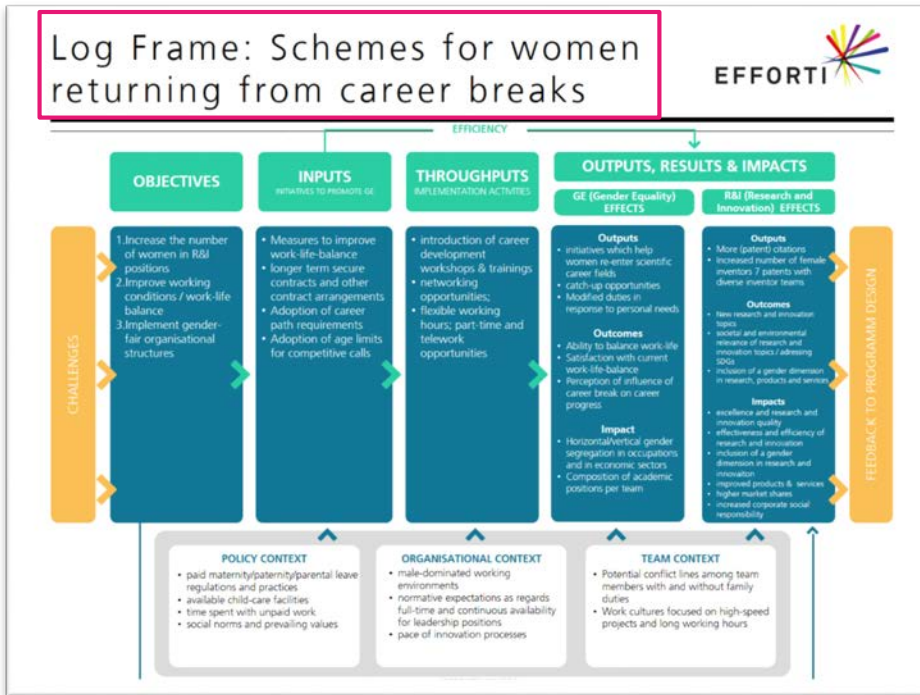 Log Frame: Schemes for women
returning from career breaks
EFFORTI
EFFICIENCY
OBJECTIVES
INPUTS
INITIATIVES TO PROMOTE GE
THROUGHPUTS
IMPLEMENTATION ACTIVITIES
OUTPUTS, RESULTS & IMPACTS
GE (Gender Equality)
EFFECTS
R&I (Research and
Innovation) EFFECTS
CHALLENGES
1.Increase the number
of women in R&I
positions
2.Improve working
conditions / work-life
balance
3.Implement gender-
fair organisational
structures
• Measures to improve
work-life-balance
• longer term secure
contracts and other
contract arrangements
• Adoption of career
path requirements
• Adoption of age limits
for competitive calls
• introduction of career
development
workshops & trainings
• networking
opportunities;
• flexible working
hours; part-time and
telework
opportunities
Outputs
• initiatives which help
women re-enter scientific
career fields
• catch-up opportunities
• Modified duties in
response to personal needs
Outcomes
• Ability to balance work-life
• Satisfaction with current
work-life-balance
• Perception of influence of
career break on career
progress
Impact
• Horizontal/vertical gender
segregation in occupations
and in economic sectors
• Composition of academic
positions per team
Outputs
• More (patent) citations
• Increased number of female
inventors 7 patents with
diverse inventor teams
Outcomes
• New research and innovation
topics
• societal and environmental
relevance of research and
innovation topics / adressing
SDGs
• inclusion of a gender dimension
in research, products and services
Impacts
• excellence and research and
innovation quality
• effectiveness and efficiency of
research and innovation
• inclusion of a gender
dimension in research and
innovaiton
• improved products & services
• higher market shares
• increased corporate social
responsibility
FEEDBACK TO PROGRAMM DESIGN
POLICY CONTEXT
• paid maternity/paternity/parental leave
regulations and practices
• available child-care facilities
• time spent with unpaid work
• social norms and prevailing values
ORGANISATIONAL CONTEXT
• male-dominated working
environments
• normative expectations as regards
full-time and continuous availability
for leadership positions
• pace of innovation processes
TEAM CONTEXT
• Potential conflict lines among team
members with and without family
duties
• Work cultures focused on high-speed
projects and long working hours